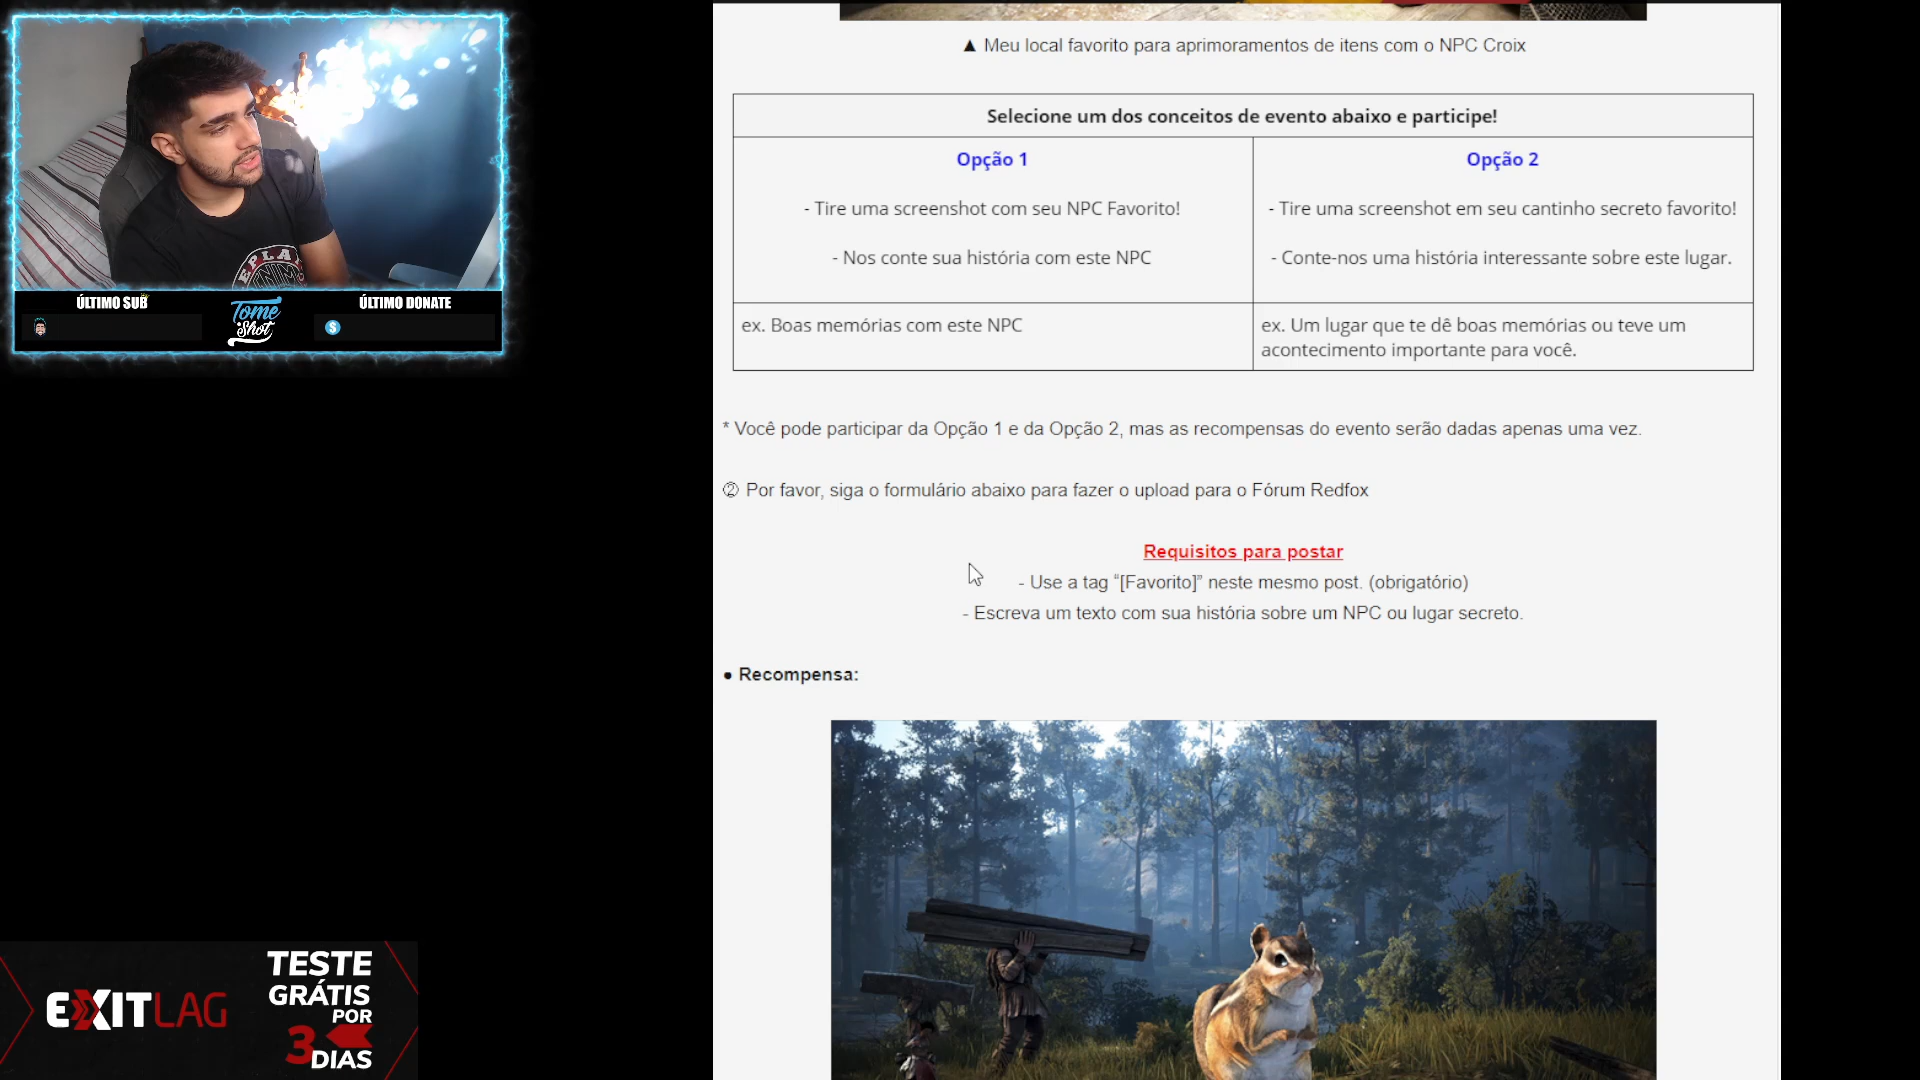 ▲ Meu local favorito para aprimoramentos de itens com o NPC Croix
Selecione um dos conceitos de evento abaixo e participe!
Opção 1
- Tire uma screenshot com seu NPC Favorito!
- Nos conte sua história com este NPC
Opção 2
- Tire uma screenshot em seu cantinho secreto favorito!
- Conte-nos uma história interessante sobre este lugar.
ex. Boas memórias com este NPC
ex. Um lugar que te dê boas memórias ou teve um
acontecimento importante para você.
* Você pode participar da Opção 1 e da Opção 2, mas as recompensas do evento serão dadas apenas uma vez.
② Por favor, siga o formulário abaixo para fazer o upload para o Fórum Redfox
Requisitos para postar
- Use a tag “[Favorito]” neste mesmo post. (obrigatório)
- Escreva um texto com sua história sobre um NPC ou lugar secreto.
● Recompensa:
ÚLTIMO SUB
Tome
Shot
ÚLTIMO DONATE
$
EXITLAG
TESTE
GRÁTIS
POR
3 DIAS